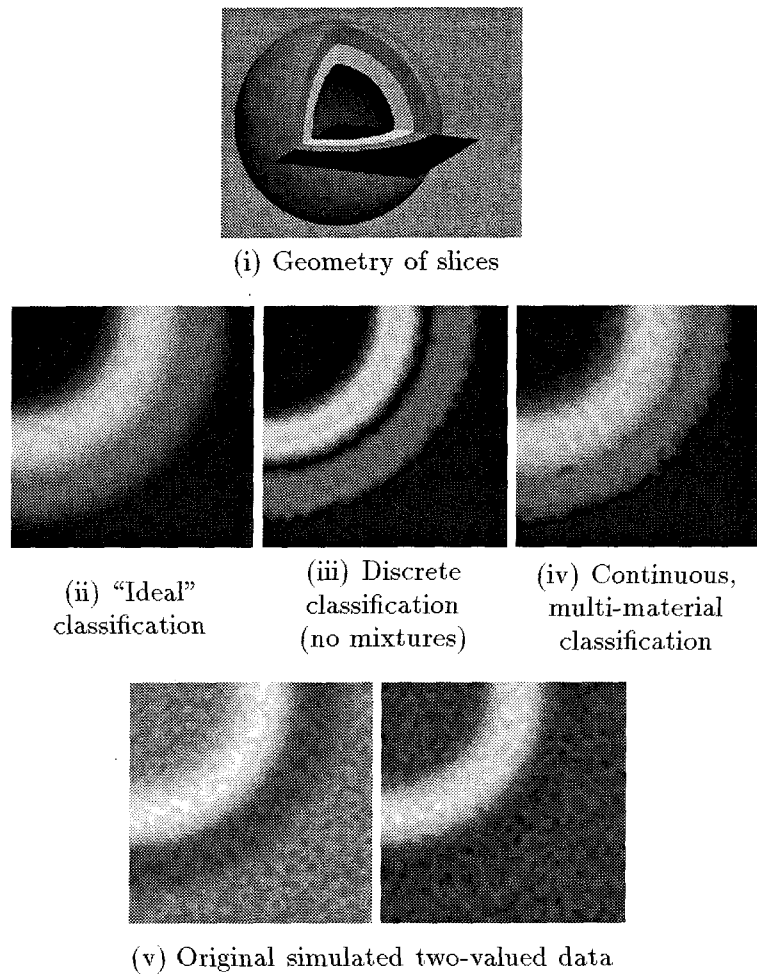 (i) Geometry of slices
(ii) “Ideal”
classification
(iii) Discrete
classification
(no mixtures)
(iv) Continuous,
multi-material
classification
(v) Original simulated two-valued data